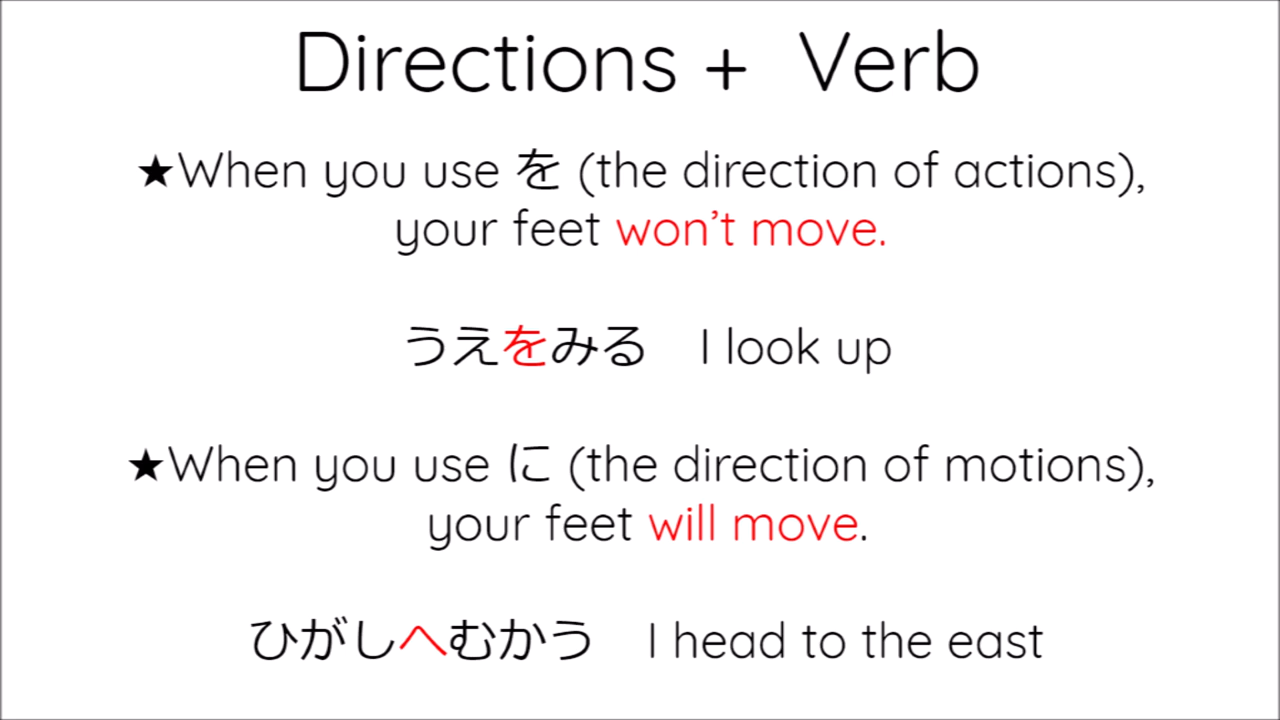 Directions + Verb
★When you use を (the direction of actions),
your feet won't move.
うえをみる I look up
★When you use に (the direction of motions),
your feet will move.
ひがしへむかう I head to the east